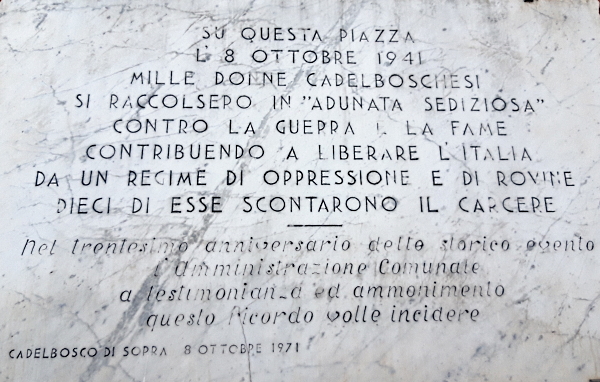 SU QUESTA PIAZZA
L'8 OTTOBRE 1941
MILLE DONNE CADELBOSCHESI
SI RACCOLSERO IN "ADUNATA SEDIZIOSA"
CONTRO LA GUERRA E LA FAME
CONTRIBUENDO A LIBERARE L'ITALIA
DA UN REGIME DI OPPRESSIONE E DI ROVINE
DIECI DI ESSE SCONTARONO IL CARCERE
Nel trentesimo anniversario dello storico evento
l'Amministrazione Comunale
a testimonianza ed ammonimento
questo ricordo volle incidere
CADELBOSCO DI SOPRA 8 OTTOBRE 1971